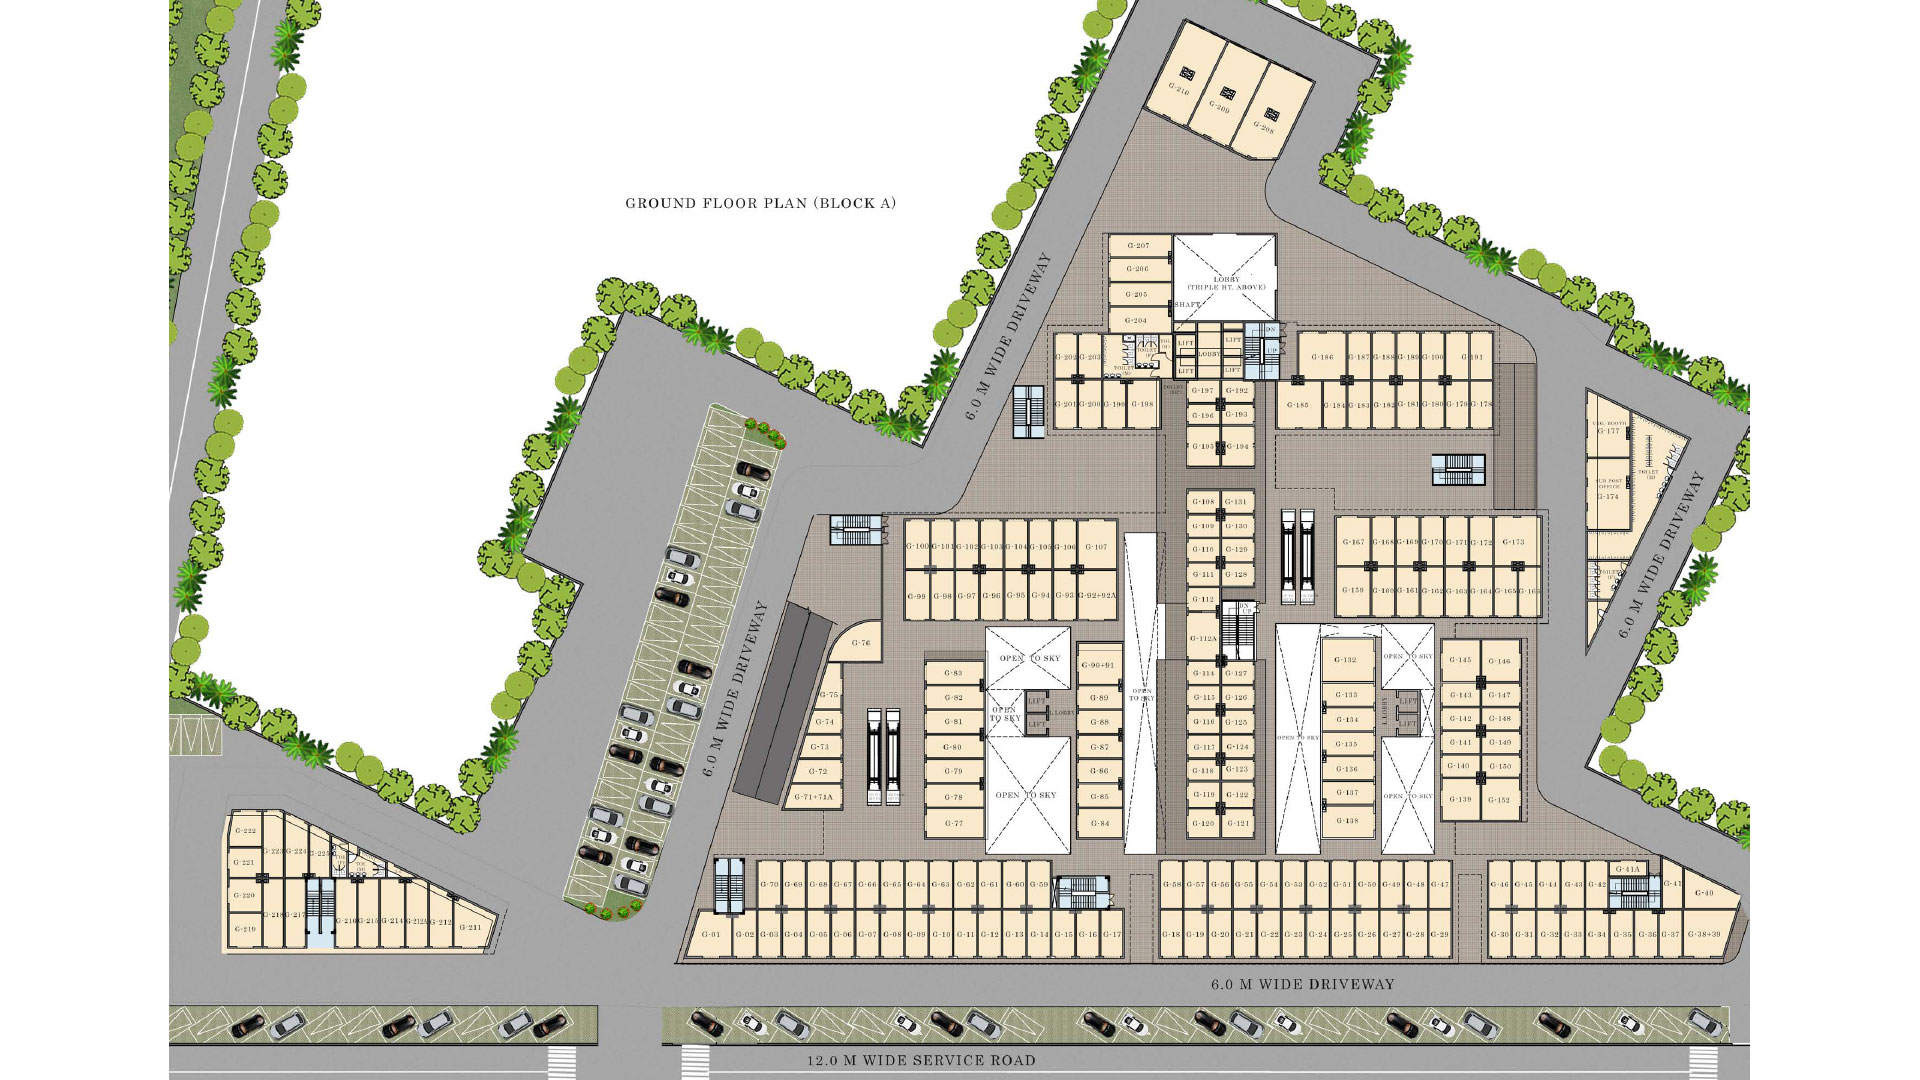 GROUND FLOOR PLAN (BLOCK A)
G-210
G-209
G-208
6.0 M WIDE DRIVEWAY
G-207
G-206
G-205
G-204
LOBBY
(TRIPLE HT. ABOVE)
SHAFT
G-202 G-203
TOILET
LIFT
LOBBY
LIFT
DN
UP
LIFT
LIFT
G-186 G-187 G-188 G-189 G-190 G-191
G-201 G-200 G-199 G-198
G-197 G-192
G-196 G-193
G-195 G-194
G-185 G-184 G-183 G-182 G-181 G-180 G-179 G-178
G-177
SUB POST
OFFICE
G-174
TOILET
6.0 M WIDE DRIVEWAY
G-108 G-131
G-109 G-130
G-110 G-129
G-111 G-128
G-112
DN
UP
G-112A
G-114 G-127
G-115 G-126
G-116 G-125
G-117 G-124
G-118 G-123
G-119 G-122
G-120 G-121
G-100 G-101 G-102 G-103 G-104 G-105 G-106 G-107
G-99 G-98 G-97 G-96 G-95 G-94 G-93 G-92+92A
G-167 G-168 G-169 G-170 G-171 G-172 G-173
G-159 G-160 G-161 G-162 G-163 G-164 G-165 G-166
6.0 M WIDE DRIVEWAY
G-76
G-75
G-74
G-73
G-72
G-71+71A
G-83
G-82
G-81
G-80
G-79
G-78
G-77
OPEN TO SKY
OPEN
TO SKY
LIFT
LIFT
L.LOBBY
OPEN TO SKY
G-90+91
G-89
G-88
G-87
G-86
G-85
G-84
OPEN
TO SKY
OPEN TO SKY
G-132
G-133
G-134
G-135
G-136
G-137
G-138
OPEN TO SKY
L.LOBBY
LIFT
LIFT
OPEN TO SKY
G-145 G-146
G-143 G-147
G-142 G-148
G-141 G-149
G-140 G-150
G-139 G-152
G-222
G-221
G-220
G-219
G-223 G-224 G-225
G-218 G-217 G-216 G-215 G-214 G-212A G-212 G-211
G-70 G-69 G-68 G-67 G-66 G-65 G-64 G-63 G-62 G-61 G-60 G-59
G-01 G-02 G-03 G-04 G-05 G-06 G-07 G-08 G-09 G-10 G-11 G-12 G-13 G-14 G-15 G-16 G-17
G-58 G-57 G-56 G-55 G-54 G-53 G-52 G-51 G-50 G-49 G-48 G-47
G-18 G-19 G-20 G-21 G-22 G-23 G-24 G-25 G-26 G-27 G-28 G-29
G-46 G-45 G-44 G-43 G-42 G-41A G-41 G-40
G-30 G-31 G-32 G-33 G-34 G-35 G-36 G-37 G-38+39
6.0 M WIDE DRIVEWAY
12.0 M WIDE SERVICE ROAD